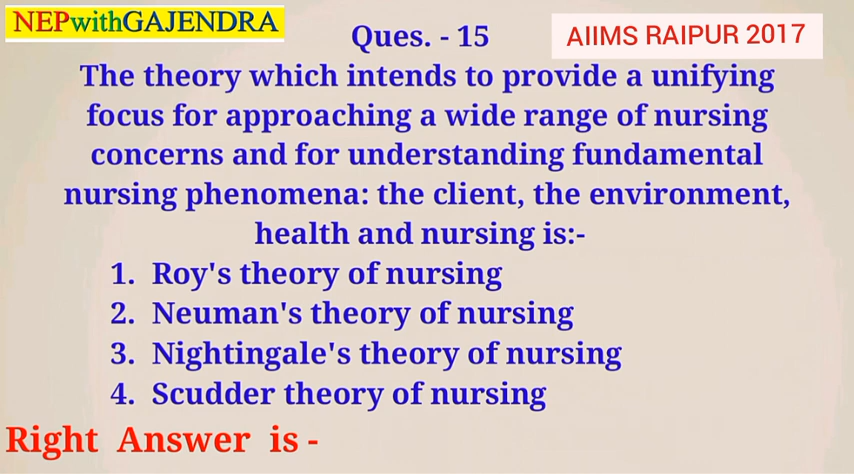 NEPwithGAJENDRA
Ques. - 15
AIIMS RAIPUR 2017
The theory which intends to provide a unifying
focus for approaching a wide range of nursing
concerns and for understanding fundamental
nursing phenomena: the client, the environment,
health and nursing is:-
1. Roy's theory of nursing
2. Neuman's theory of nursing
3. Nightingale's theory of nursing
4. Scudder theory of nursing
Right Answer is -